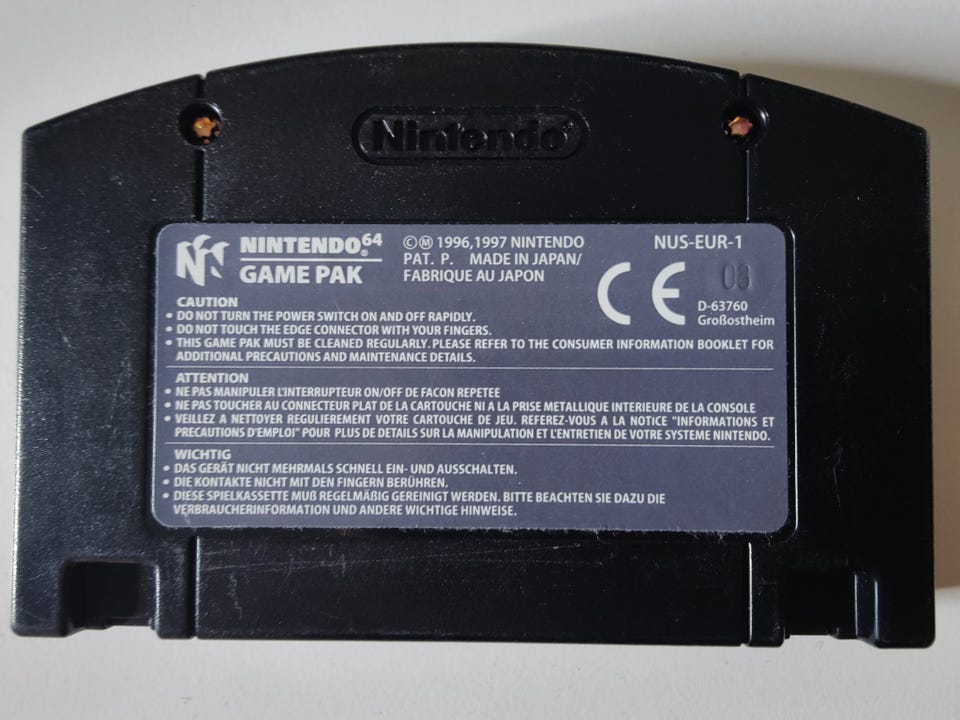 Nintendo®
NINTENDO®64
GAME PAK
©Ⓜ 1996,1997 NINTENDO
PAT. P. MADE IN JAPAN/
FABRIQUE AU JAPON
NUS-EUR-1
CE
08
D-63760
Großostheim
CAUTION
• DO NOT TURN THE POWER SWITCH ON AND OFF RAPIDLY.
• DO NOT TOUCH THE EDGE CONNECTOR WITH YOUR FINGERS.
• THIS GAME PAK MUST BE CLEANED REGULARLY. PLEASE REFER TO THE CONSUMER INFORMATION BOOKLET FOR
ADDITIONAL PRECAUTIONS AND MAINTENANCE DETAILS.
ATTENTION
• NE PAS MANIPULER L'INTERRUPTEUR ON/OFF DE FACON REPETEE
• NE PAS TOUCHER AU CONNECTEUR PLAT DE LA CARTOUCHE NI A LA PRISE METALLIQUE INTERIEURE DE LA CONSOLE
• VEILLEZ A NETTOYER REGULIEREMENT VOTRE CARTOUCHE DE JEU. REFEREZ-VOUS A LA NOTICE "INFORMATIONS ET
PRECAUTIONS D'EMPLOI" POUR PLUS DE DETAILS SUR LA MANIPULATION ET L'ENTRETIEN DE VOTRE SYSTEME NINTENDO.
WICHTIG
• DAS GERÄT NICHT MEHRMALS SCHNELL EIN- UND AUSSCHALTEN.
• DIE KONTAKTE NICHT MIT DEN FINGERN BERÜHREN.
• DIESE SPIELKASSETTE MUß REGELMÄßIG GEREINIGT WERDEN. BITTE BEACHTEN SIE DAZU DIE
VERBRAUCHERINFORMATION UND ANDERE WICHTIGE HINWEISE.